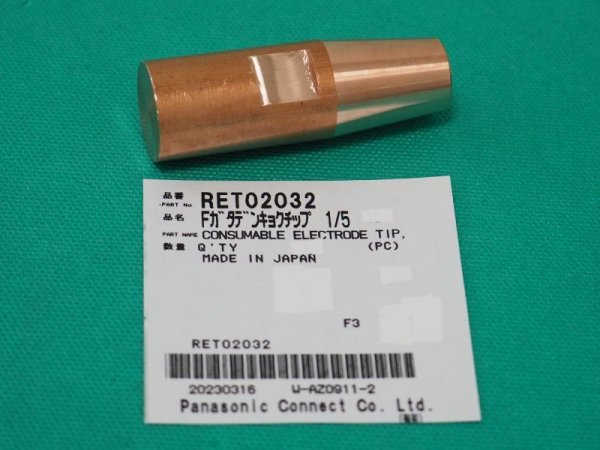 品番 RET02032
-PART No.
品名 Fガタデンキョクチップ 1/5
PART NAME CONSUMABLE ELECTRODE TIP.
数量 Q'TY (PC)
MADE IN JAPAN
F3
RET02032
20230316 W-AZ0911-2
Panasonic Connect Co. Ltd.